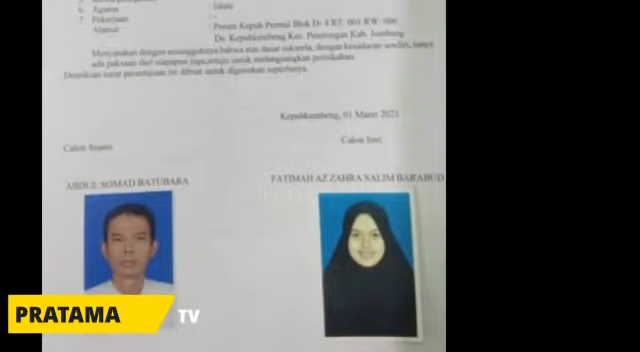 6. Agama : Islam
7. Pekerjaan :
Alamat : Perum Kepuh Permai Blok D- 4 RT. 001 RW. 006
Ds. Kepuhkembeng Kec. Peterongan Kab. Jombang
Menyatakan dengan sesungguhnya bahwa atas dasar sukarela, dengan kesadaran sendiri, tanpa
ada paksaan dari siapapun juga, setuju untuk melangsungkan pernikahan.
Demikian surat persetujuan ini dibuat untuk digunakan seperlunya.
Kepuhkembeng, 01 Maret 2021
Calon Suami
Calon Istri
ABDUL SOMAD BATUBARA
FATIMAH AZ ZAHRA SALIM BARABUD
PRATAMA TV